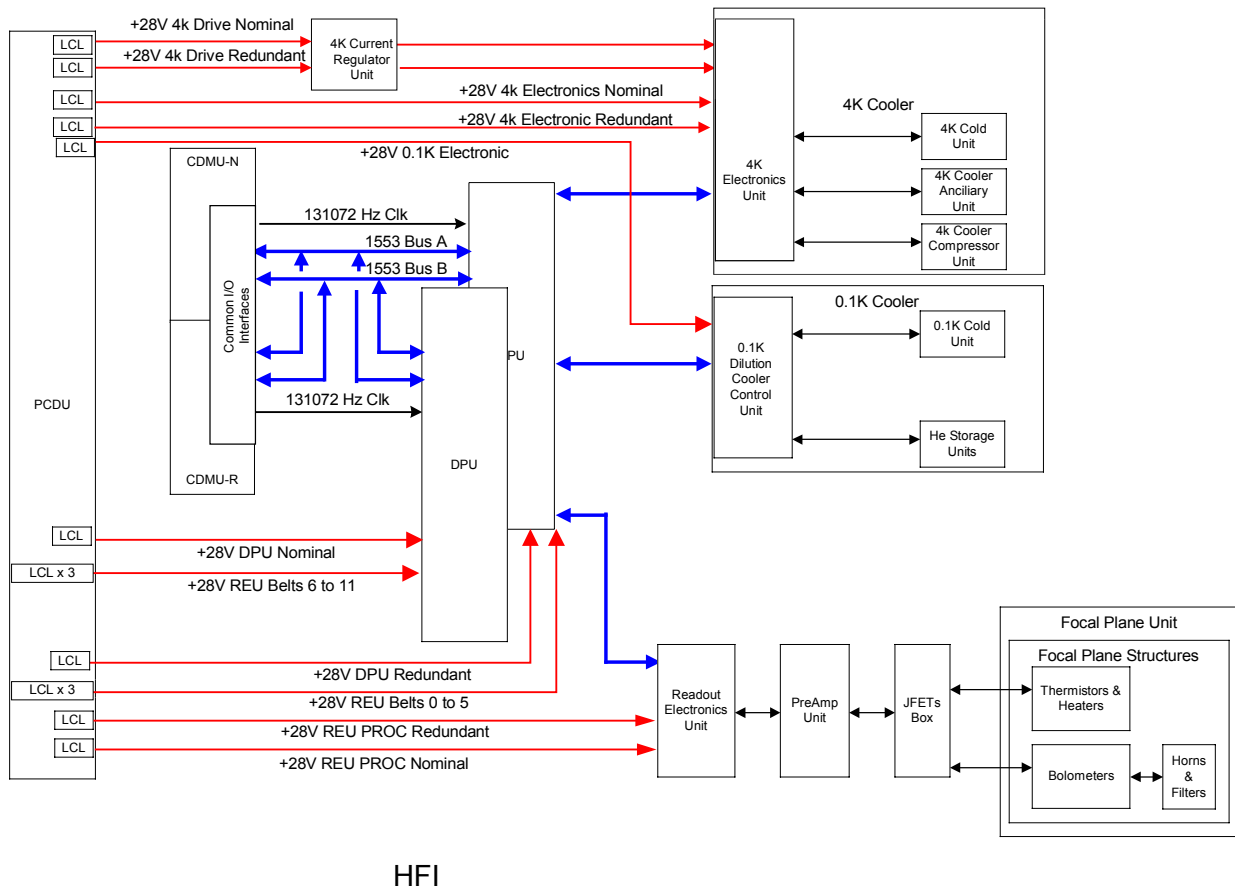 +28V 4k Drive Nominal
LCL
+28V 4k Drive Redundant
LCL
4K Current
Regulator
Unit
LCL
+28V 4k Electronics Nominal
LCL
+28V 4k Electronic Redundant
LCL
+28V 0.1K Electronic
4K Cooler
4K
Electronics
Unit
4K Cold
Unit
4K Cooler
Anciliary
Unit
4k Cooler
Compressor
Unit
CDMU-N
131072 Hz Clk
1553 Bus A
1553 Bus B
Common I/O
Interfaces
131072 Hz Clk
CDMU-R
PCDU
PU
DPU
0.1K Cooler
0.1K
Dilution
Cooler
Control
Unit
0.1K Cold
Unit
He Storage
Units
LCL
+28V DPU Nominal
LCL x 3
+28V REU Belts 6 to 11
LCL
+28V DPU Redundant
LCL x 3
+28V REU Belts 0 to 5
LCL
+28V REU PROC Redundant
LCL
+28V REU PROC Nominal
Readout
Electronics
Unit
PreAmp
Unit
JFETs
Box
Focal Plane Unit
Focal Plane Structures
Thermistors &
Heaters
Bolometers
Horns
&
Filters
HFI